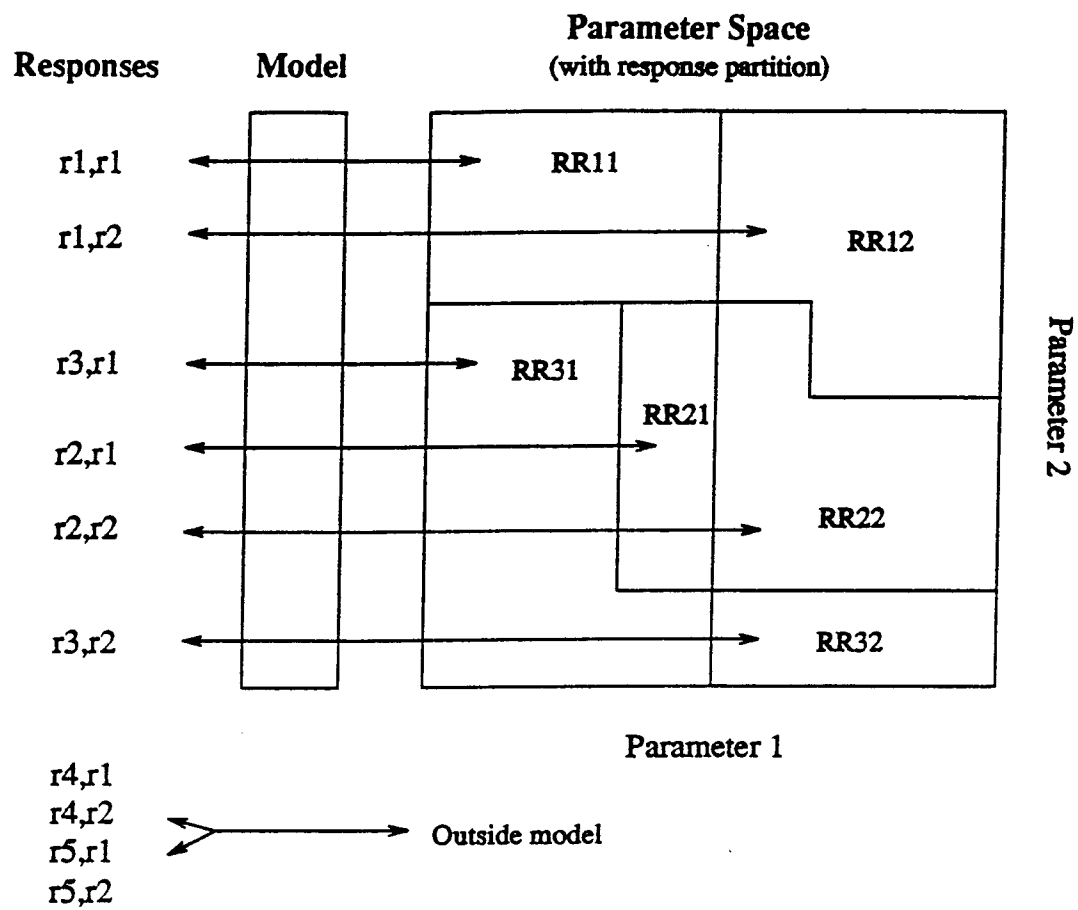 Parameter Space
Responses Model (with response partition)
r1,r1 RR11
r1,r2 RR12
r3,r1 RR31
RR21
r2,r1
r2,r2 RR22
r3,r2 RR32
Parameter 2
Parameter 1
r4,r1
r4,r2
Outside model
r5,r1
r5,r2